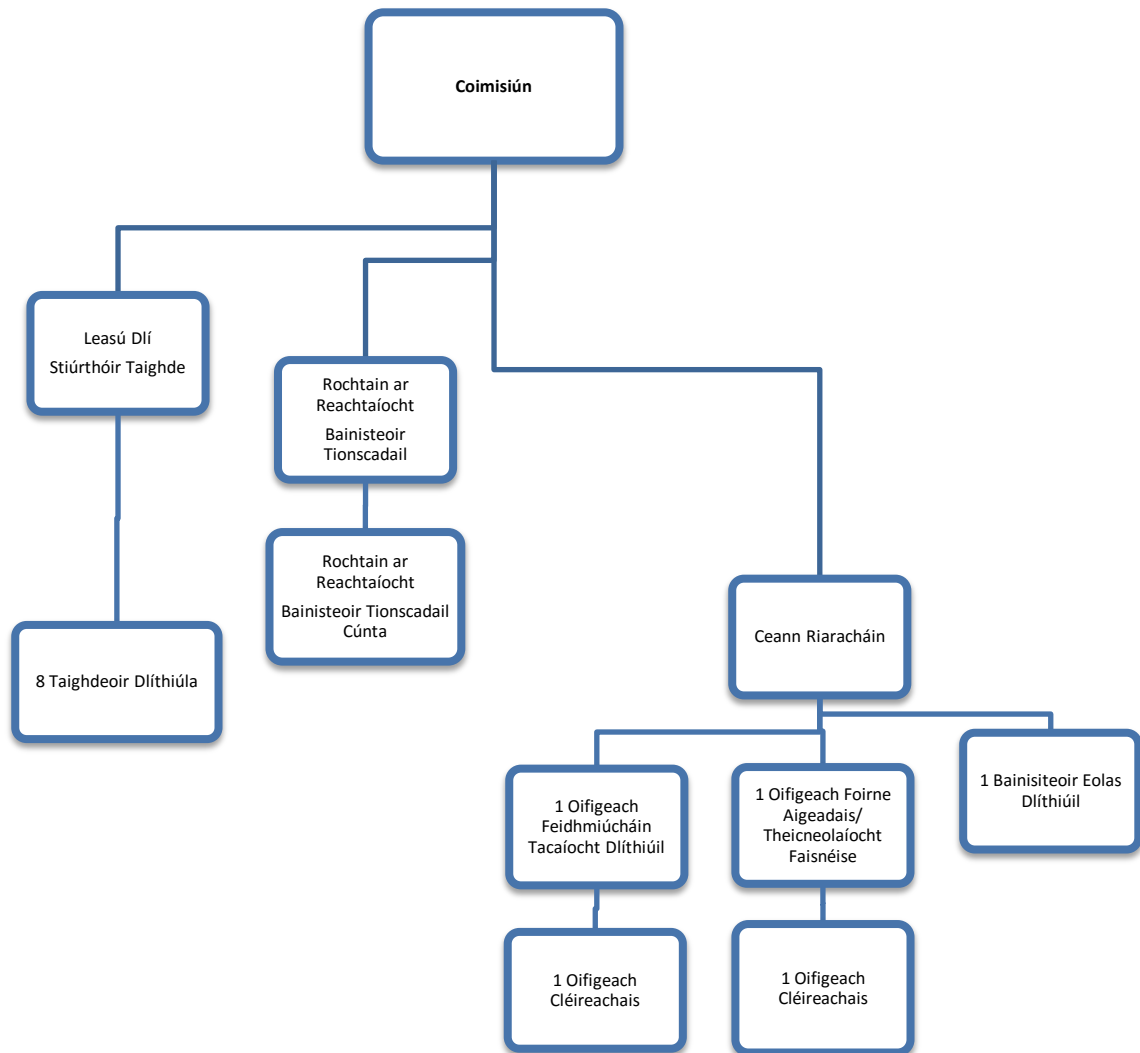 Coimisiún
Leasú Dlí
Stiúrthóir Taighde
Rochtain ar
Reachtaíocht
Bainisteoir
Tionscadail
Rochtain ar
Reachtaíocht
Bainisteoir Tionscadail
Cúnta
8 Taighdeoir Dlíthiúla
Ceann Riaracháin
1 Oifigeach
Feidhmiúcháin
Tacaíocht Dlíthiúil
1 Oifigeach Foirne
Aigeadais/
Theicneolaíocht
Faisnéise
1 Bainisiteoir Eolas
Dlíthiúil
1 Oifigeach
Cléireachais
1 Oifigeach
Cléireachais